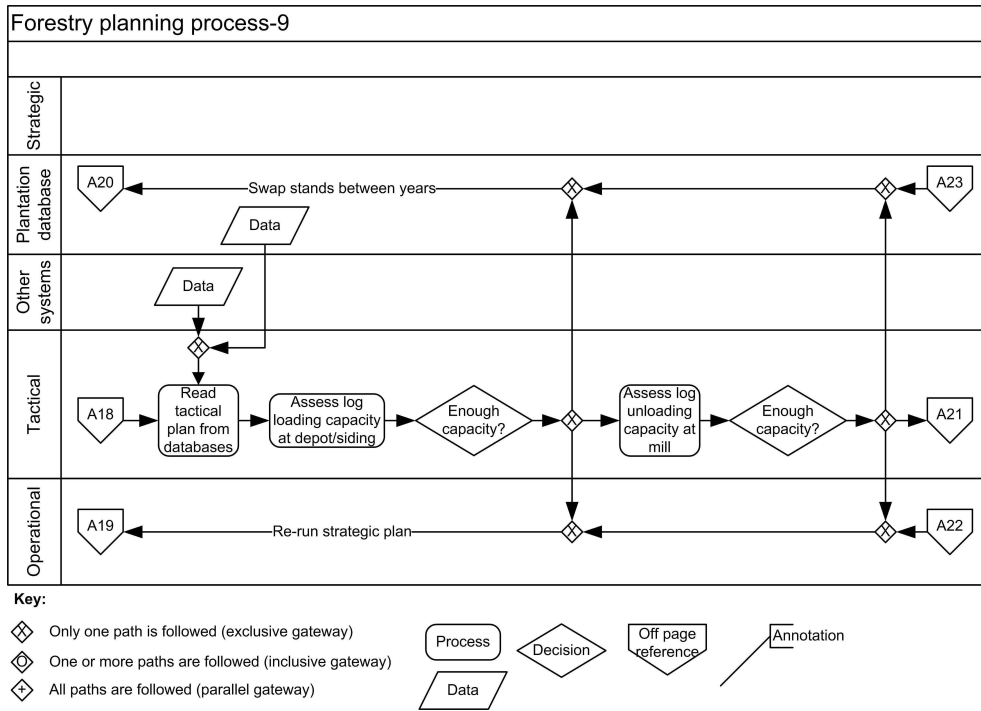 Forestry planning process-9
Strategic
Plantation
database
A20
Swap stands between years
A23
Data
Other
systems
Data
Tactical
A18
Read
tactical
plan from
databases
Assess log
loading capacity
at depot/siding
Enough
capacity?
Assess log
unloading
capacity at
mill
Enough
capacity?
A21
Operational
A19
Re-run strategic plan
A22
Key:
X Only one path is followed (exclusive gateway)
O One or more paths are followed (inclusive gateway)
+ All paths are followed (parallel gateway)
Process
Data
Decision
Off page
reference
Annotation